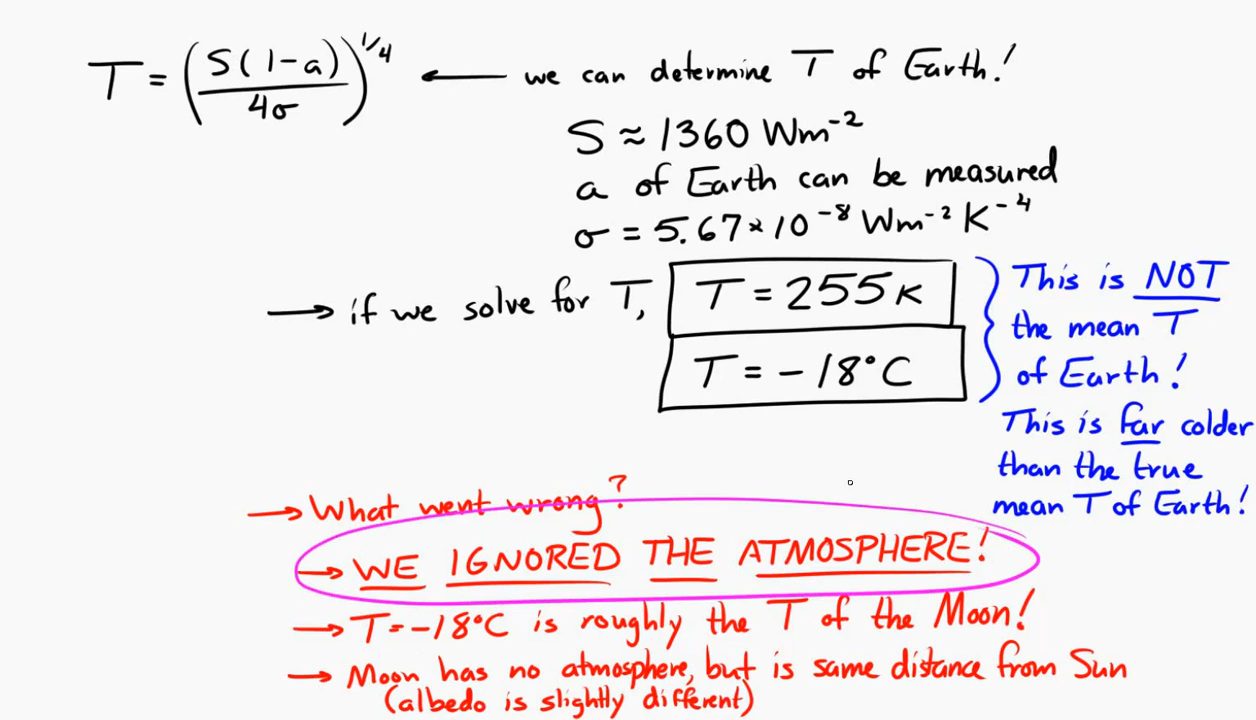 T = (S(1-a)/4σ)^1/4 ← we can determine T of Earth!
S ≈ 1360 Wm⁻²
a of Earth can be measured
σ = 5.67×10⁻⁸ Wm⁻² K⁻⁴
→ if we solve for T, T = 255K
T = -18°C
This is NOT
the mean T
of Earth!
This is far colder
than the true
mean T of Earth!
→ What went wrong?
→ WE IGNORED THE ATMOSPHERE!
→ T=-18°C is roughly the T of the Moon!
→ Moon has no atmosphere, but is same distance from Sun
(albedo is slightly different)